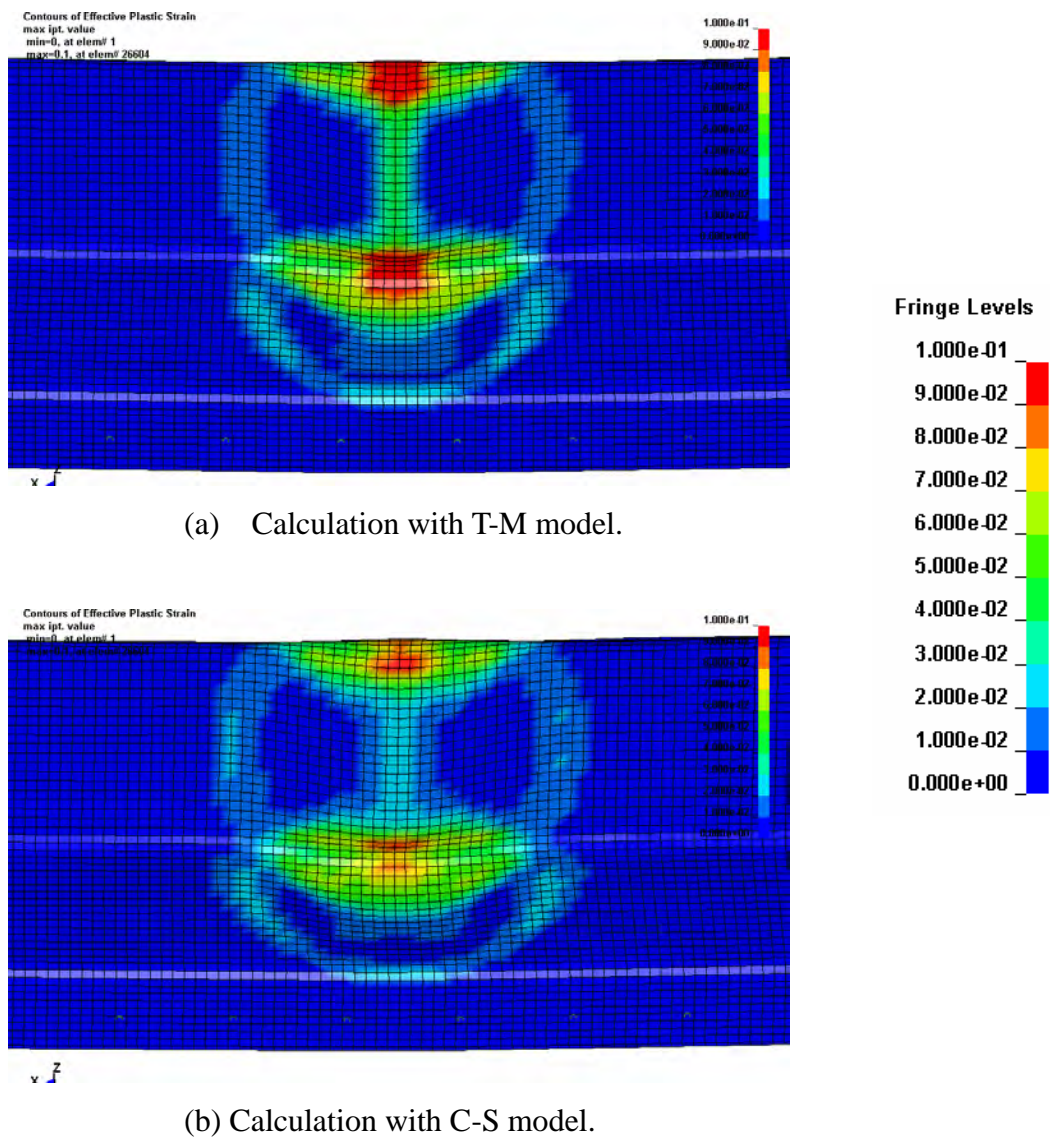 Contours of Effective Plastic Strain
max ipt. value
min=0, at elem# 1
max=0.1, at elem# 26604
1.000e-01
9.000e-02
X Z
(a) Calculation with T-M model.
Fringe Levels
1.000e-01
9.000e-02
8.000e-02
7.000e-02
6.000e-02
5.000e-02
4.000e-02
3.000e-02
2.000e-02
1.000e-02
0.000e+00
Contours of Effective Plastic Strain
max ipt. value
min=0, at elem# 1
1.000e-01
X Z
(b) Calculation with C-S model.